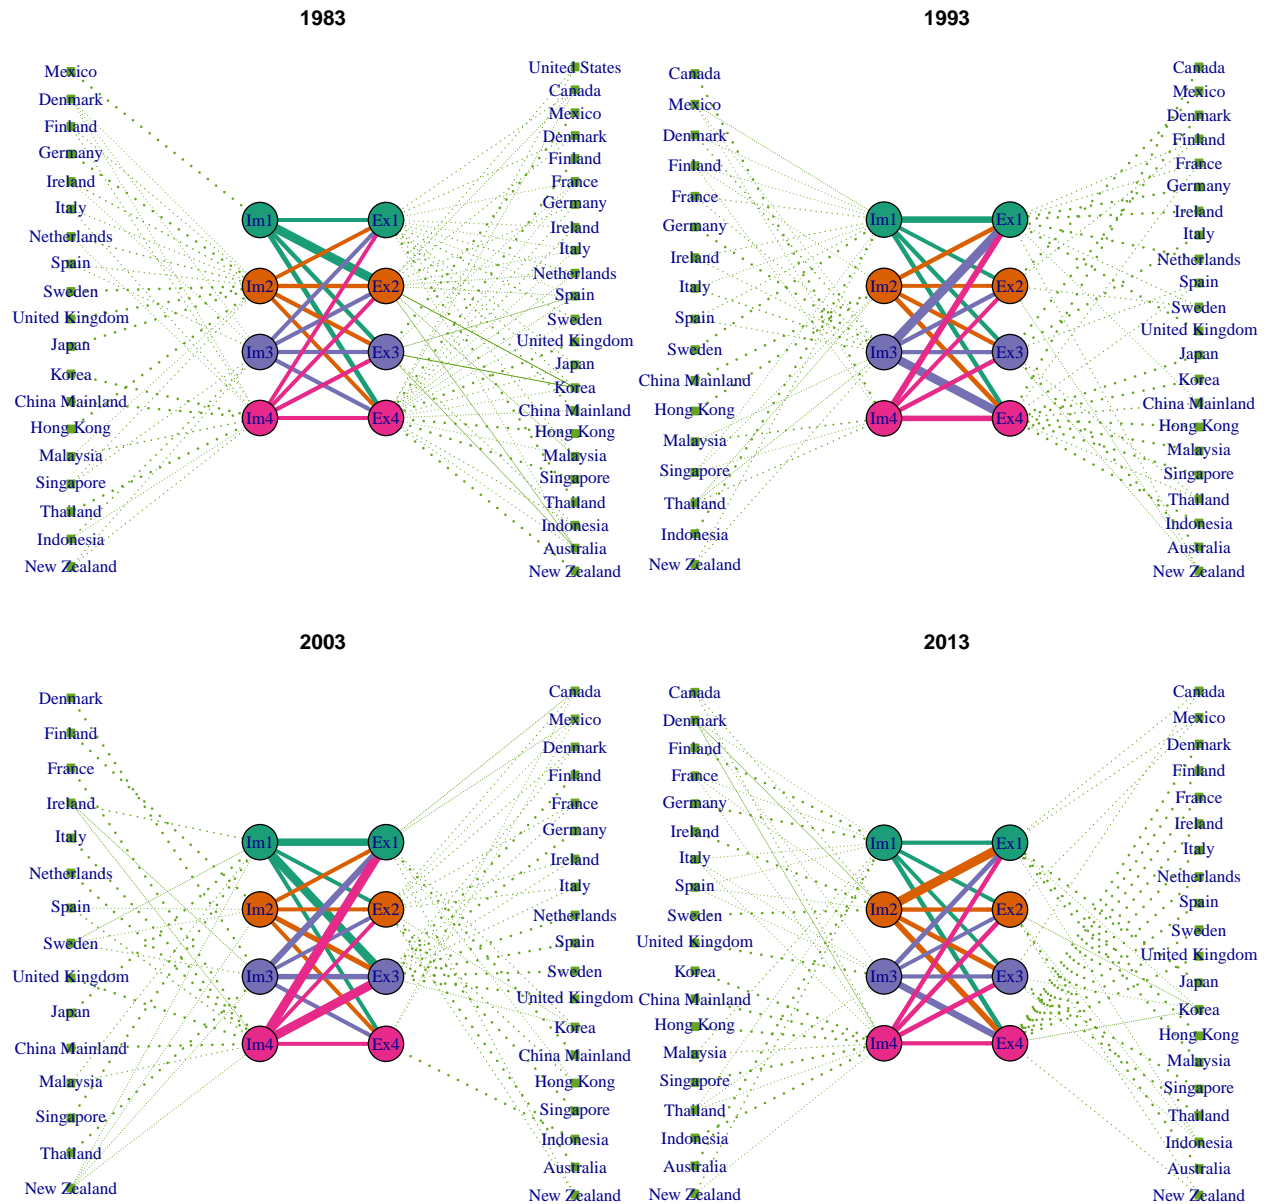 1983
Mexico
Denmark
Finland
Germany
Ireland
Italy
Netherlands
Spain
Sweden
United Kingdom
Japan
Korea
China Mainland
Hong Kong
Malaysia
Singapore
Thailand
Indonesia
New Zealand
Im1
Im2
Im3
Im4
Ex1
Ex2
Ex3
Ex4
United States
Canada
Mexico
Denmark
Finland
France
Germany
Ireland
Italy
Netherlands
Spain
Sweden
United Kingdom
Japan
Korea
China Mainland
Hong Kong
Malaysia
Singapore
Thailand
Indonesia
Australia
New Zealand
1993
Canada
Mexico
Denmark
Finland
France
Germany
Ireland
Italy
Spain
Sweden
China Mainland
Hong Kong
Malaysia
Singapore
Thailand
Indonesia
New Zealand
Im1
Im2
Im3
Im4
Ex1
Ex2
Ex3
Ex4
Canada
Mexico
Denmark
Finland
France
Germany
Ireland
Italy
Netherlands
Spain
Sweden
United Kingdom
Japan
Korea
China Mainland
Hong Kong
Malaysia
Singapore
Thailand
Indonesia
Australia
New Zealand
2003
Denmark
Finland
France
Ireland
Italy
Netherlands
Spain
Sweden
United Kingdom
Japan
China Mainland
Malaysia
Singapore
Thailand
New Zealand
Im1
Im2
Im3
Im4
Ex1
Ex2
Ex3
Ex4
Canada
Mexico
Denmark
Finland
France
Germany
Ireland
Italy
Netherlands
Spain
Sweden
United Kingdom
Korea
China Mainland
Hong Kong
Singapore
Indonesia
Australia
New Zealand
2013
Canada
Denmark
Finland
France
Germany
Ireland
Italy
Spain
Sweden
United Kingdom
Korea
China Mainland
Hong Kong
Malaysia
Singapore
Thailand
Indonesia
Australia
New Zealand
Im1
Im2
Im3
Im4
Ex1
Ex2
Ex3
Ex4
Canada
Mexico
Denmark
Finland
France
Ireland
Italy
Netherlands
Spain
Sweden
United Kingdom
Japan
Korea
Hong Kong
Malaysia
Singapore
Thailand
Indonesia
Australia
New Zealand